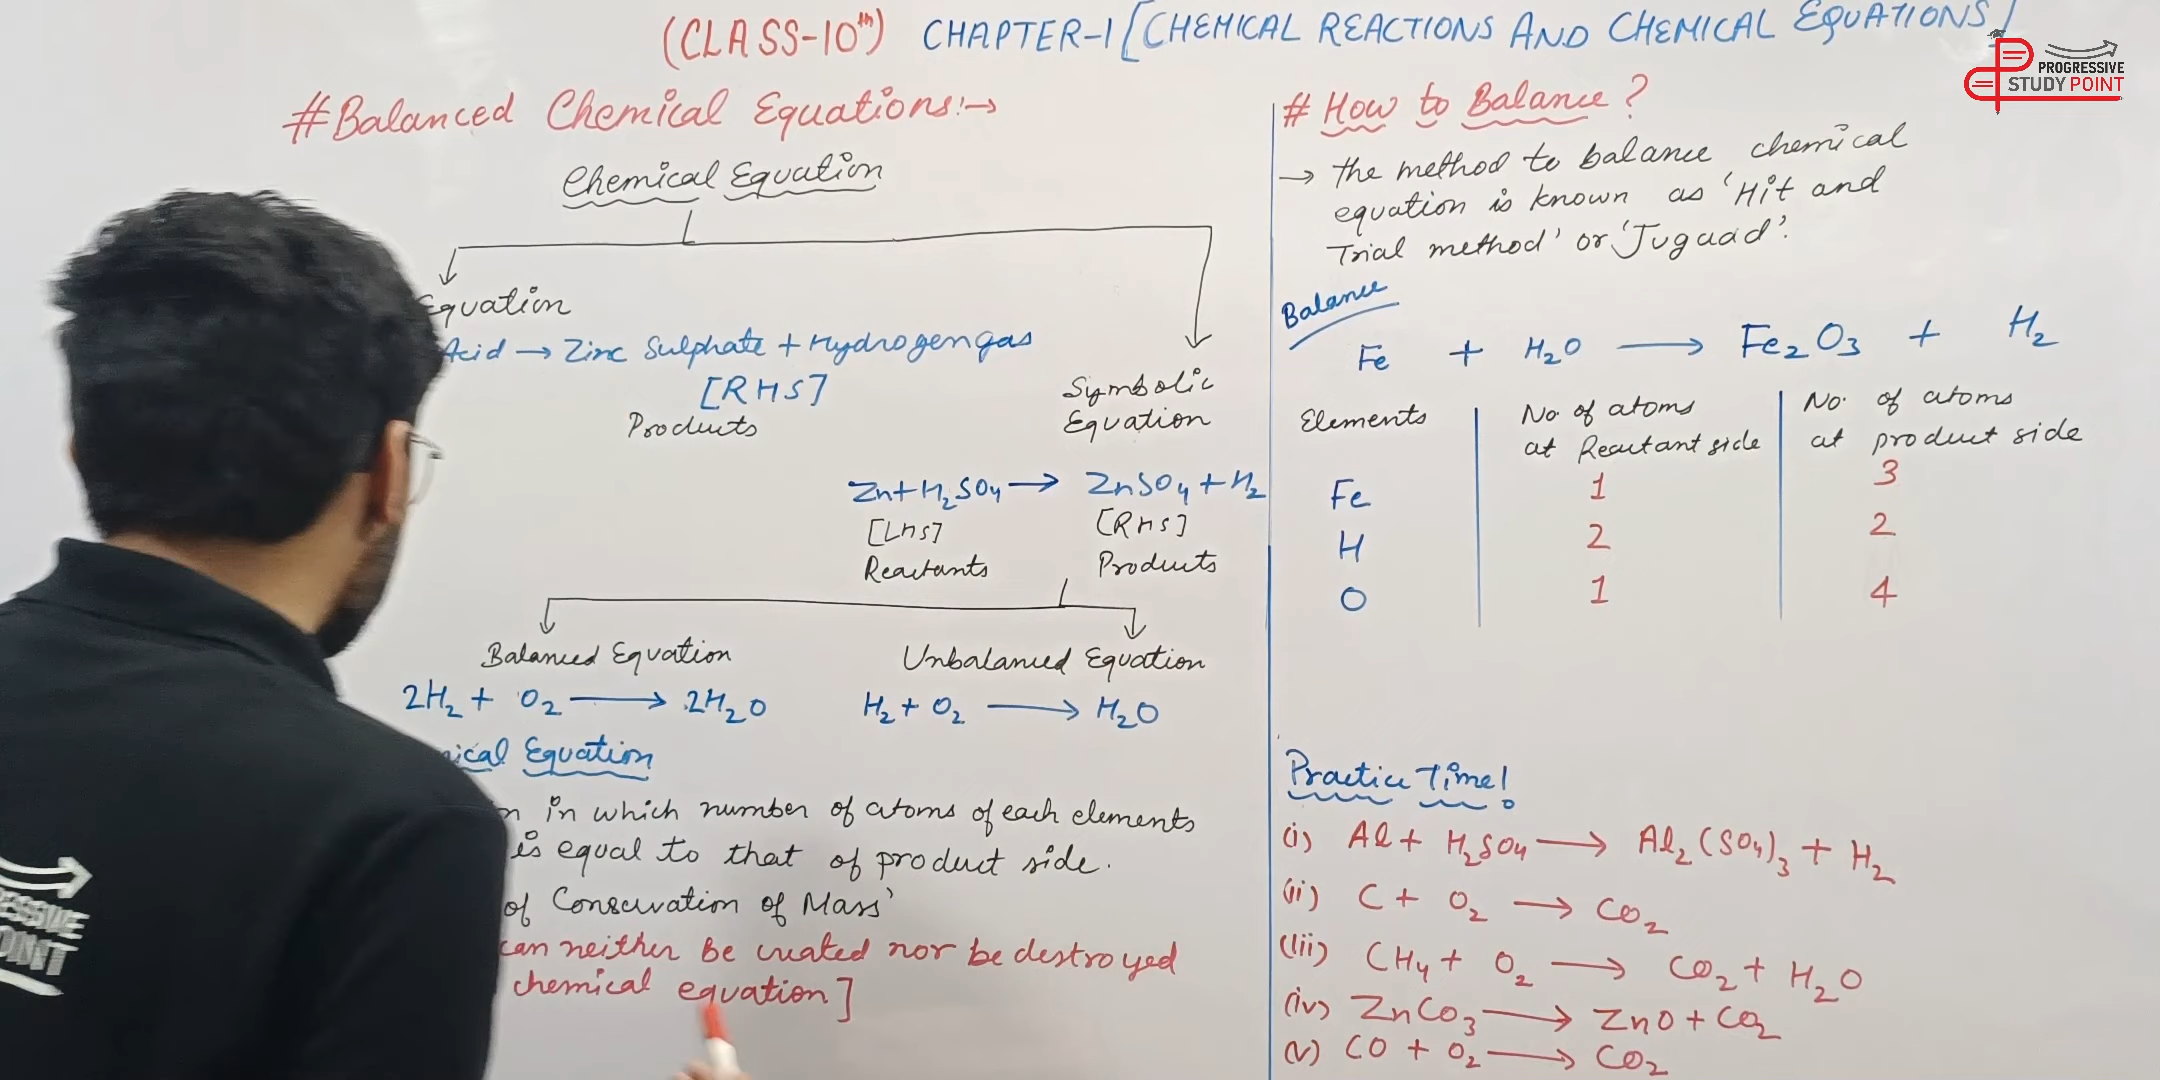 (CLASS-10th) CHAPTER-1 [CHEMICAL REACTIONS AND CHEMICAL EQUATIONS]
PROGRESSIVE
STUDY POINT
#Balanced Chemical Equations:→
Chemical Equation
Equation
Acid → Zinc Sulphate + Hydrogen gas
[RHS]
Products
Symbolic
Equation
Zn+H₂SO₄ → ZnSO₄ + H₂
[LHS] [RHS]
Reactants Products
Balanced Equation Unbalanced Equation
2H₂ + O₂ → 2H₂O H₂ + O₂ → H₂O
Equation
in which number of atoms of each elements
is equal to that of product side.
of Conservation of Mass'
can neither be created nor be destroyed
chemical equation]
# How to Balance?
→ the method to balance chemical
equation is known as 'Hit and
Trial method' or 'Juguad'.
Balance
Fe + H₂O → Fe₂O₃ + H₂
Elements No of atoms at Reactant side No. of atoms at product side
Fe 1 3
H 2 2
O 1 4
Practice Time!
(i) Al + H₂SO₄ → Al₂(SO₄)₃ + H₂
(ii) C + O₂ → CO₂
(iii) CH₄ + O₂ → CO₂ + H₂O
(iv) ZnCO₃ → ZnO + CO₂
(v) CO + O₂ → CO₂